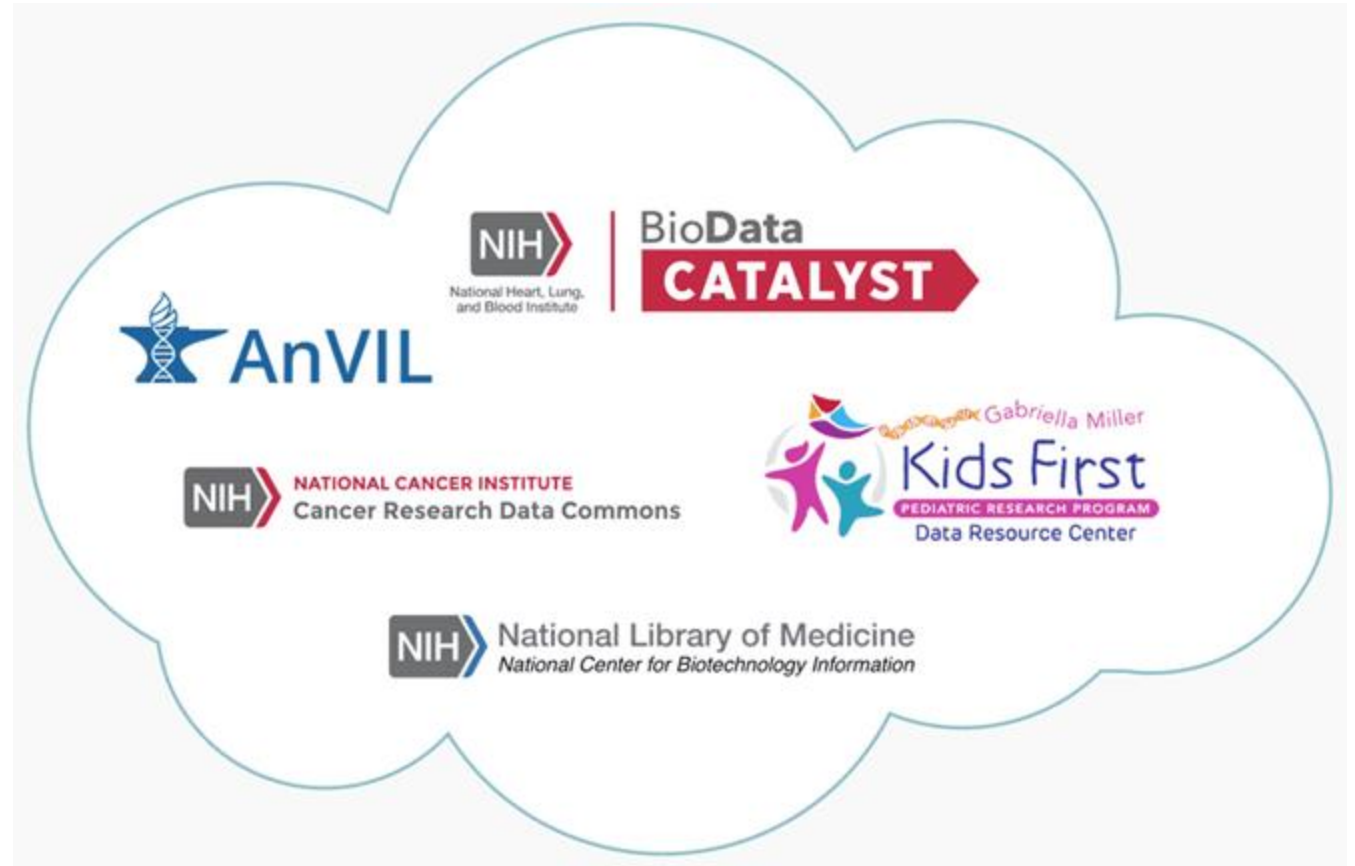 NIH
National Heart, Lung,
and Blood Institute
BioData
CATALYST
AnVIL
Gabriella Miller
Kids First
PEDIATRIC RESEARCH PROGRAM
Data Resource Center
NIH
NATIONAL CANCER INSTITUTE
Cancer Research Data Commons
NIH
National Library of Medicine
National Center for Biotechnology Information